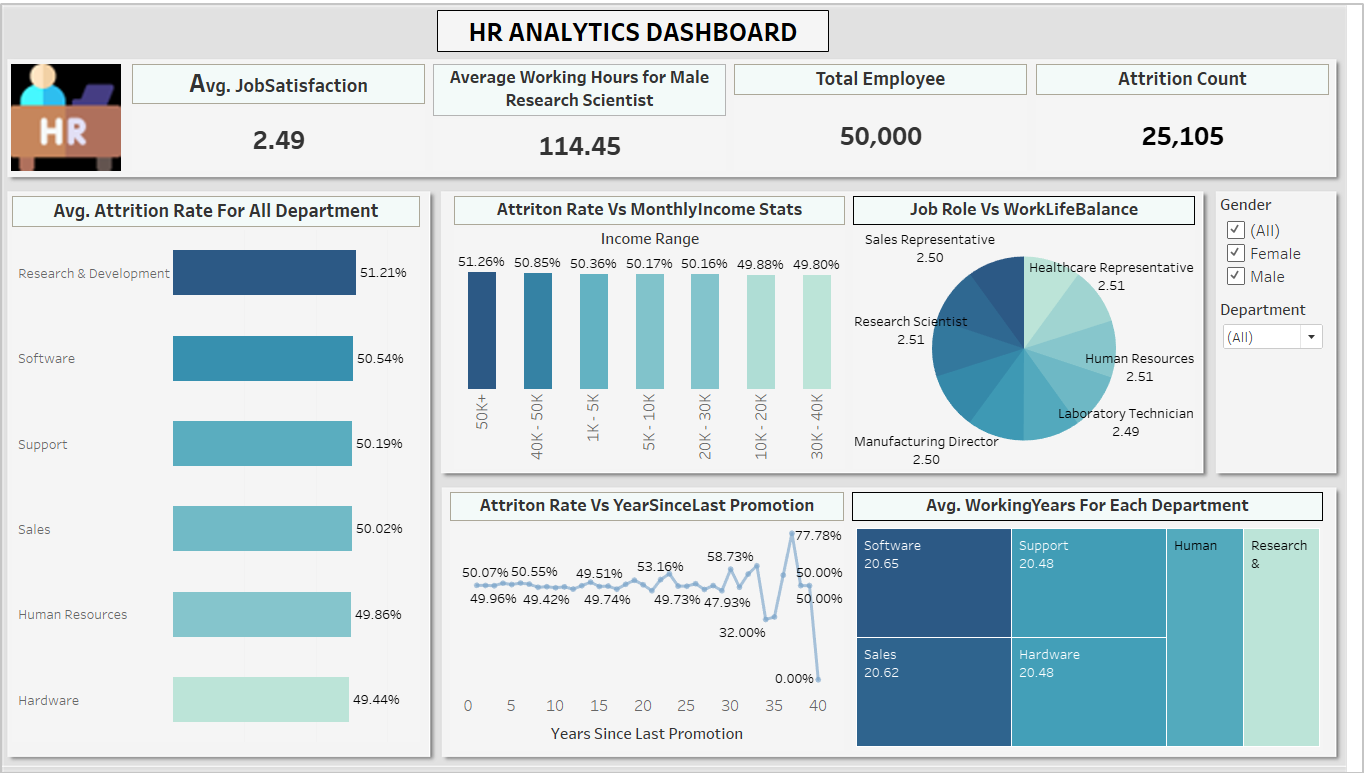 HR ANALYTICS DASHBOARD
HR
Avg. JobSatisfaction
2.49
Average Working Hours for Male
Research Scientist
114.45
Total Employee
50,000
Attrition Count
25,105
Avg. Attrition Rate For All Department
Research & Development
51.21%
Software
50.54%
Support
50.19%
Sales
50.02%
Human Resources
49.86%
Hardware
49.44%
Attriton Rate Vs MonthlyIncome Stats
Income Range
51.26% 50.85% 50.36% 50.17% 50.16% 49.88% 49.80%
50K+
40K - 50K
1K - 5K
5K - 10K
20K - 30K
10K - 20K
30K - 40K
Job Role Vs WorkLifeBalance
Sales Representative
2.50
Healthcare Representative
2.51
Research Scientist
2.51
Human Resources
2.51
Laboratory Technician
2.49
Manufacturing Director
2.50
Gender
(All)
Female
Male
Department
(All)
Attriton Rate Vs YearSinceLast Promotion
77.78%
58.73%
53.16%
50.07% 50.55% 49.51% 50.00%
49.96% 49.42% 49.74% 49.73% 47.93% 50.00%
32.00%
0.00%
0 5 10 15 20 25 30 35 40
Years Since Last Promotion
Avg. WorkingYears For Each Department
Software
20.65
Support
20.48
Human
Research
&
Sales
20.62
Hardware
20.48